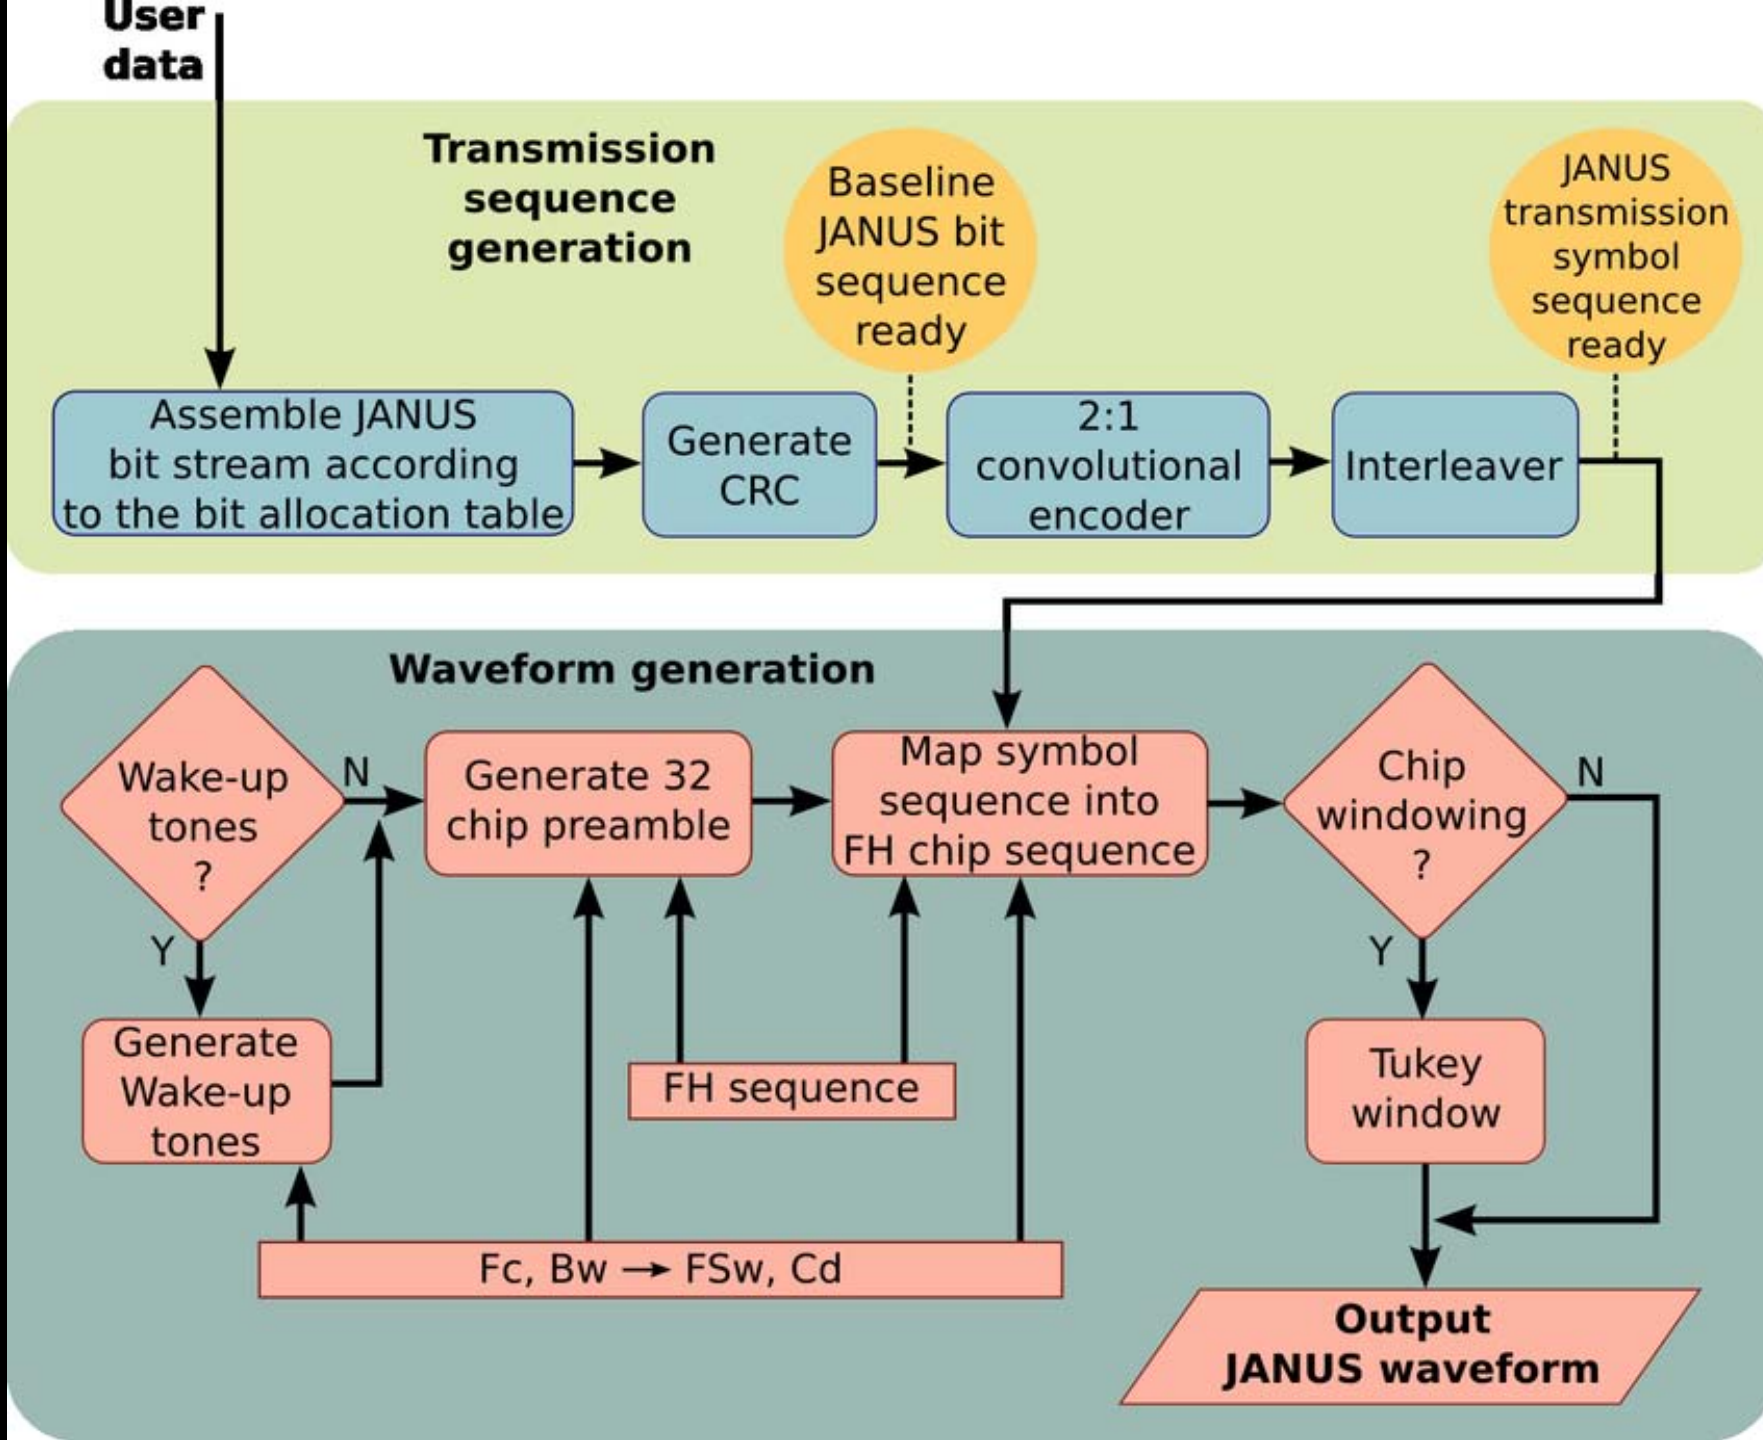 User
data
Transmission
sequence
generation
Baseline
JANUS bit
sequence
ready
JANUS
transmission
symbol
sequence
ready
Assemble JANUS
bit stream according
to the bit allocation table
Generate
CRC
2:1
convolutional
encoder
Interleaver
Waveform generation
Wake-up
tones
?
N
Y
Generate 32
chip preamble
Map symbol
sequence into
FH chip sequence
Chip
windowing
?
N
Y
Generate
Wake-up
tones
FH sequence
Tukey
window
Fc, Bw → FSw, Cd
Output
JANUS waveform